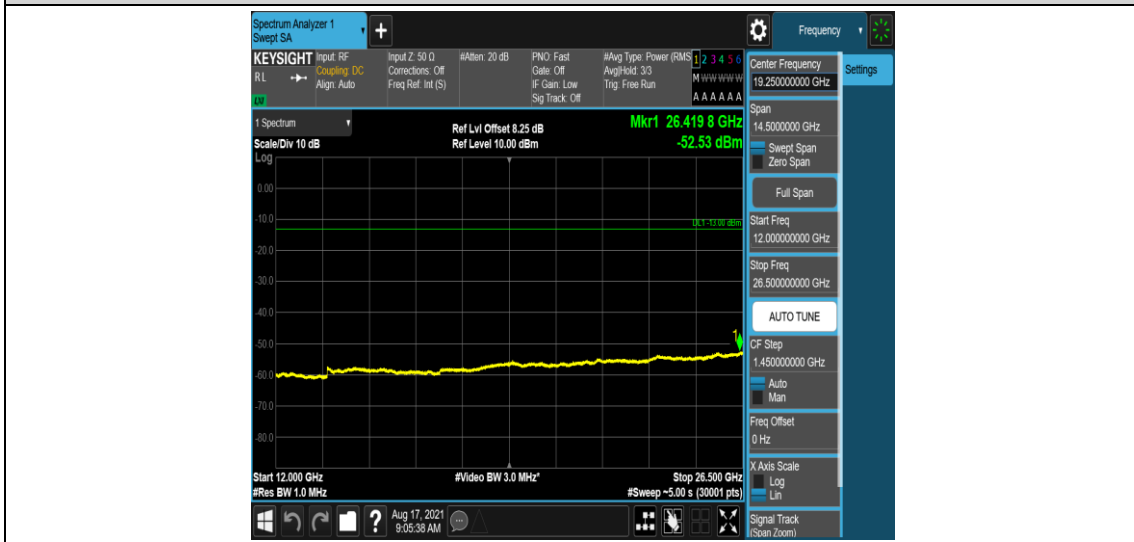 Spectrum Analyzer 1
Swept SA
+
Frequency
KEYSIGHT
RL
LXI
Input: RF
Coupling: DC
Align: Auto
Input Z: 50 Ω
Corrections: Off
Freq Ref: Int (S)
#Atten: 20 dB
PNO: Fast
Gate: Off
IF Gain: Low
Sig Track: Off
#Avg Type: Power (RMS
Avg|Hold: 3/3
Trig: Free Run
1 2 3 4 5 6
M W W W W W
A A A A A A
1 Spectrum
Scale/Div 10 dB
Log
Ref Lvl Offset 8.25 dB
Ref Level 10.00 dBm
Mkr1 26.419 8 GHz
-52.53 dBm
0.00
-10.0
DL1 -13.00 dBm
-20.0
-30.0
-40.0
1
-50.0
-60.0
-70.0
-80.0
Start 12.000 GHz
#Res BW 1.0 MHz
#Video BW 3.0 MHz*
Stop 26.500 GHz
#Sweep ~5.00 s (30001 pts)
Center Frequency
19.250000000 GHz
Settings
Span
14.5000000 GHz
Swept Span
Zero Span
Full Span
Start Freq
12.000000000 GHz
Stop Freq
26.500000000 GHz
AUTO TUNE
CF Step
1.450000000 GHz
Auto
Man
Freq Offset
0 Hz
X Axis Scale
Log
Lin
Signal Track
(Span Zoom)
?
Aug 17, 2021
9:05:38 AM